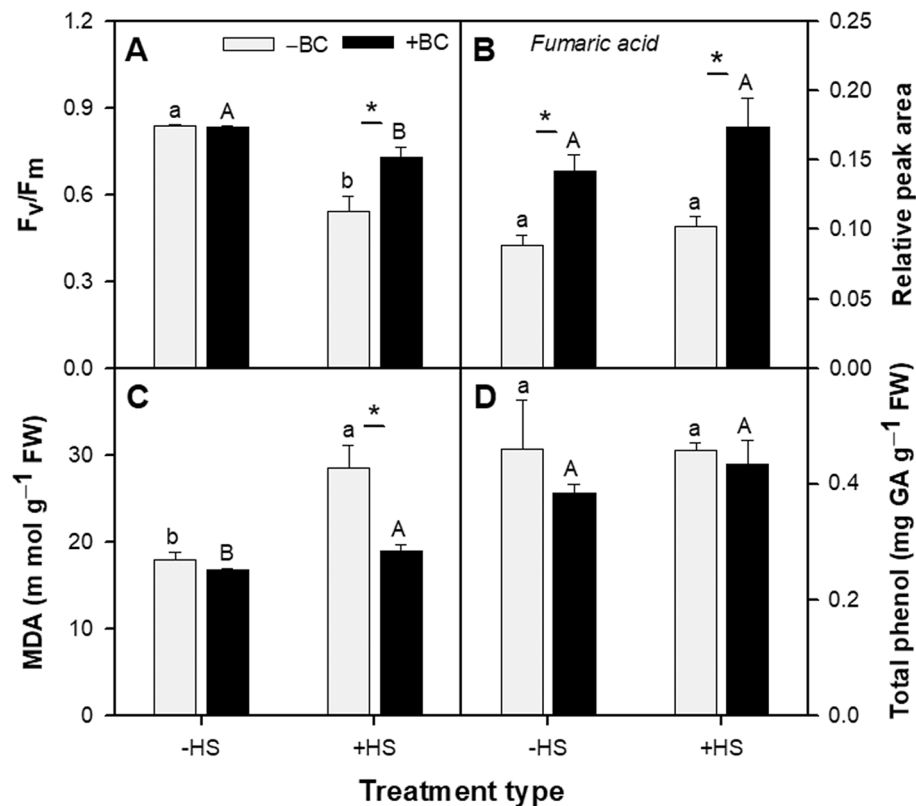 A
−BC
+BC
1.2
0.9
0.6
0.3
0.0
Fv/Fm
a
A
b
*
B
B
Fumaric acid
0.25
0.20
0.15
0.10
0.05
0.00
Relative peak area
a
*
A
a
*
A
C
30
20
10
0
MDA (m mol g−1 FW)
b
B
a
*
A
-HS
+HS
D
0.4
0.2
0.0
Total phenol (mg GA g−1 FW)
a
A
a
A
-HS
+HS
Treatment type